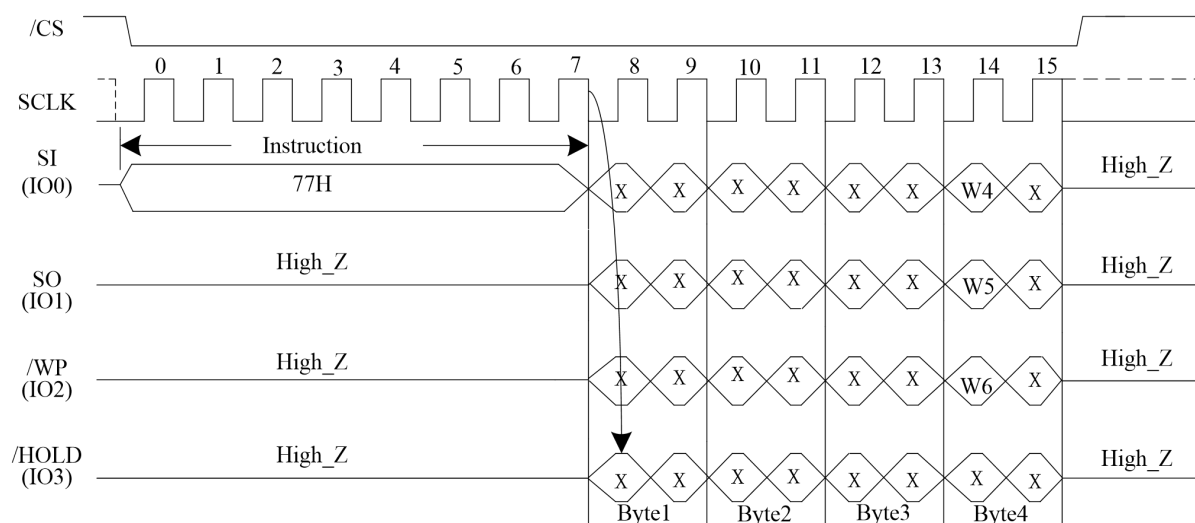 /CS
0 1 2 3 4 5 6 7 8 9 10 11 12 13 14 15
SCLK
Instruction
SI
(IO0)
77H
X X X X X X W4 X
High_Z
SO
(IO1)
High_Z
X X X X X X W5 X
High_Z
/WP
(IO2)
High_Z
X X X X X X W6 X
High_Z
/HOLD
(IO3)
High_Z
X X X X X X X X
High_Z
Byte1 Byte2 Byte3 Byte4